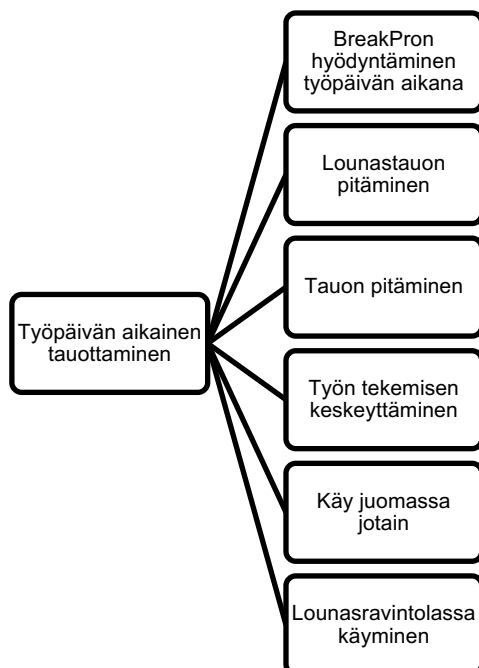 BreakPron
hyödyntäminen
työpäivän aikana
Lounastauon
pitäminen
Tauon pitäminen
Työpäivän aikainen
tauottaminen
Työn tekemisen
keskeyttäminen
Käy juomassa
jotain
Lounasravintolassa
käyminen